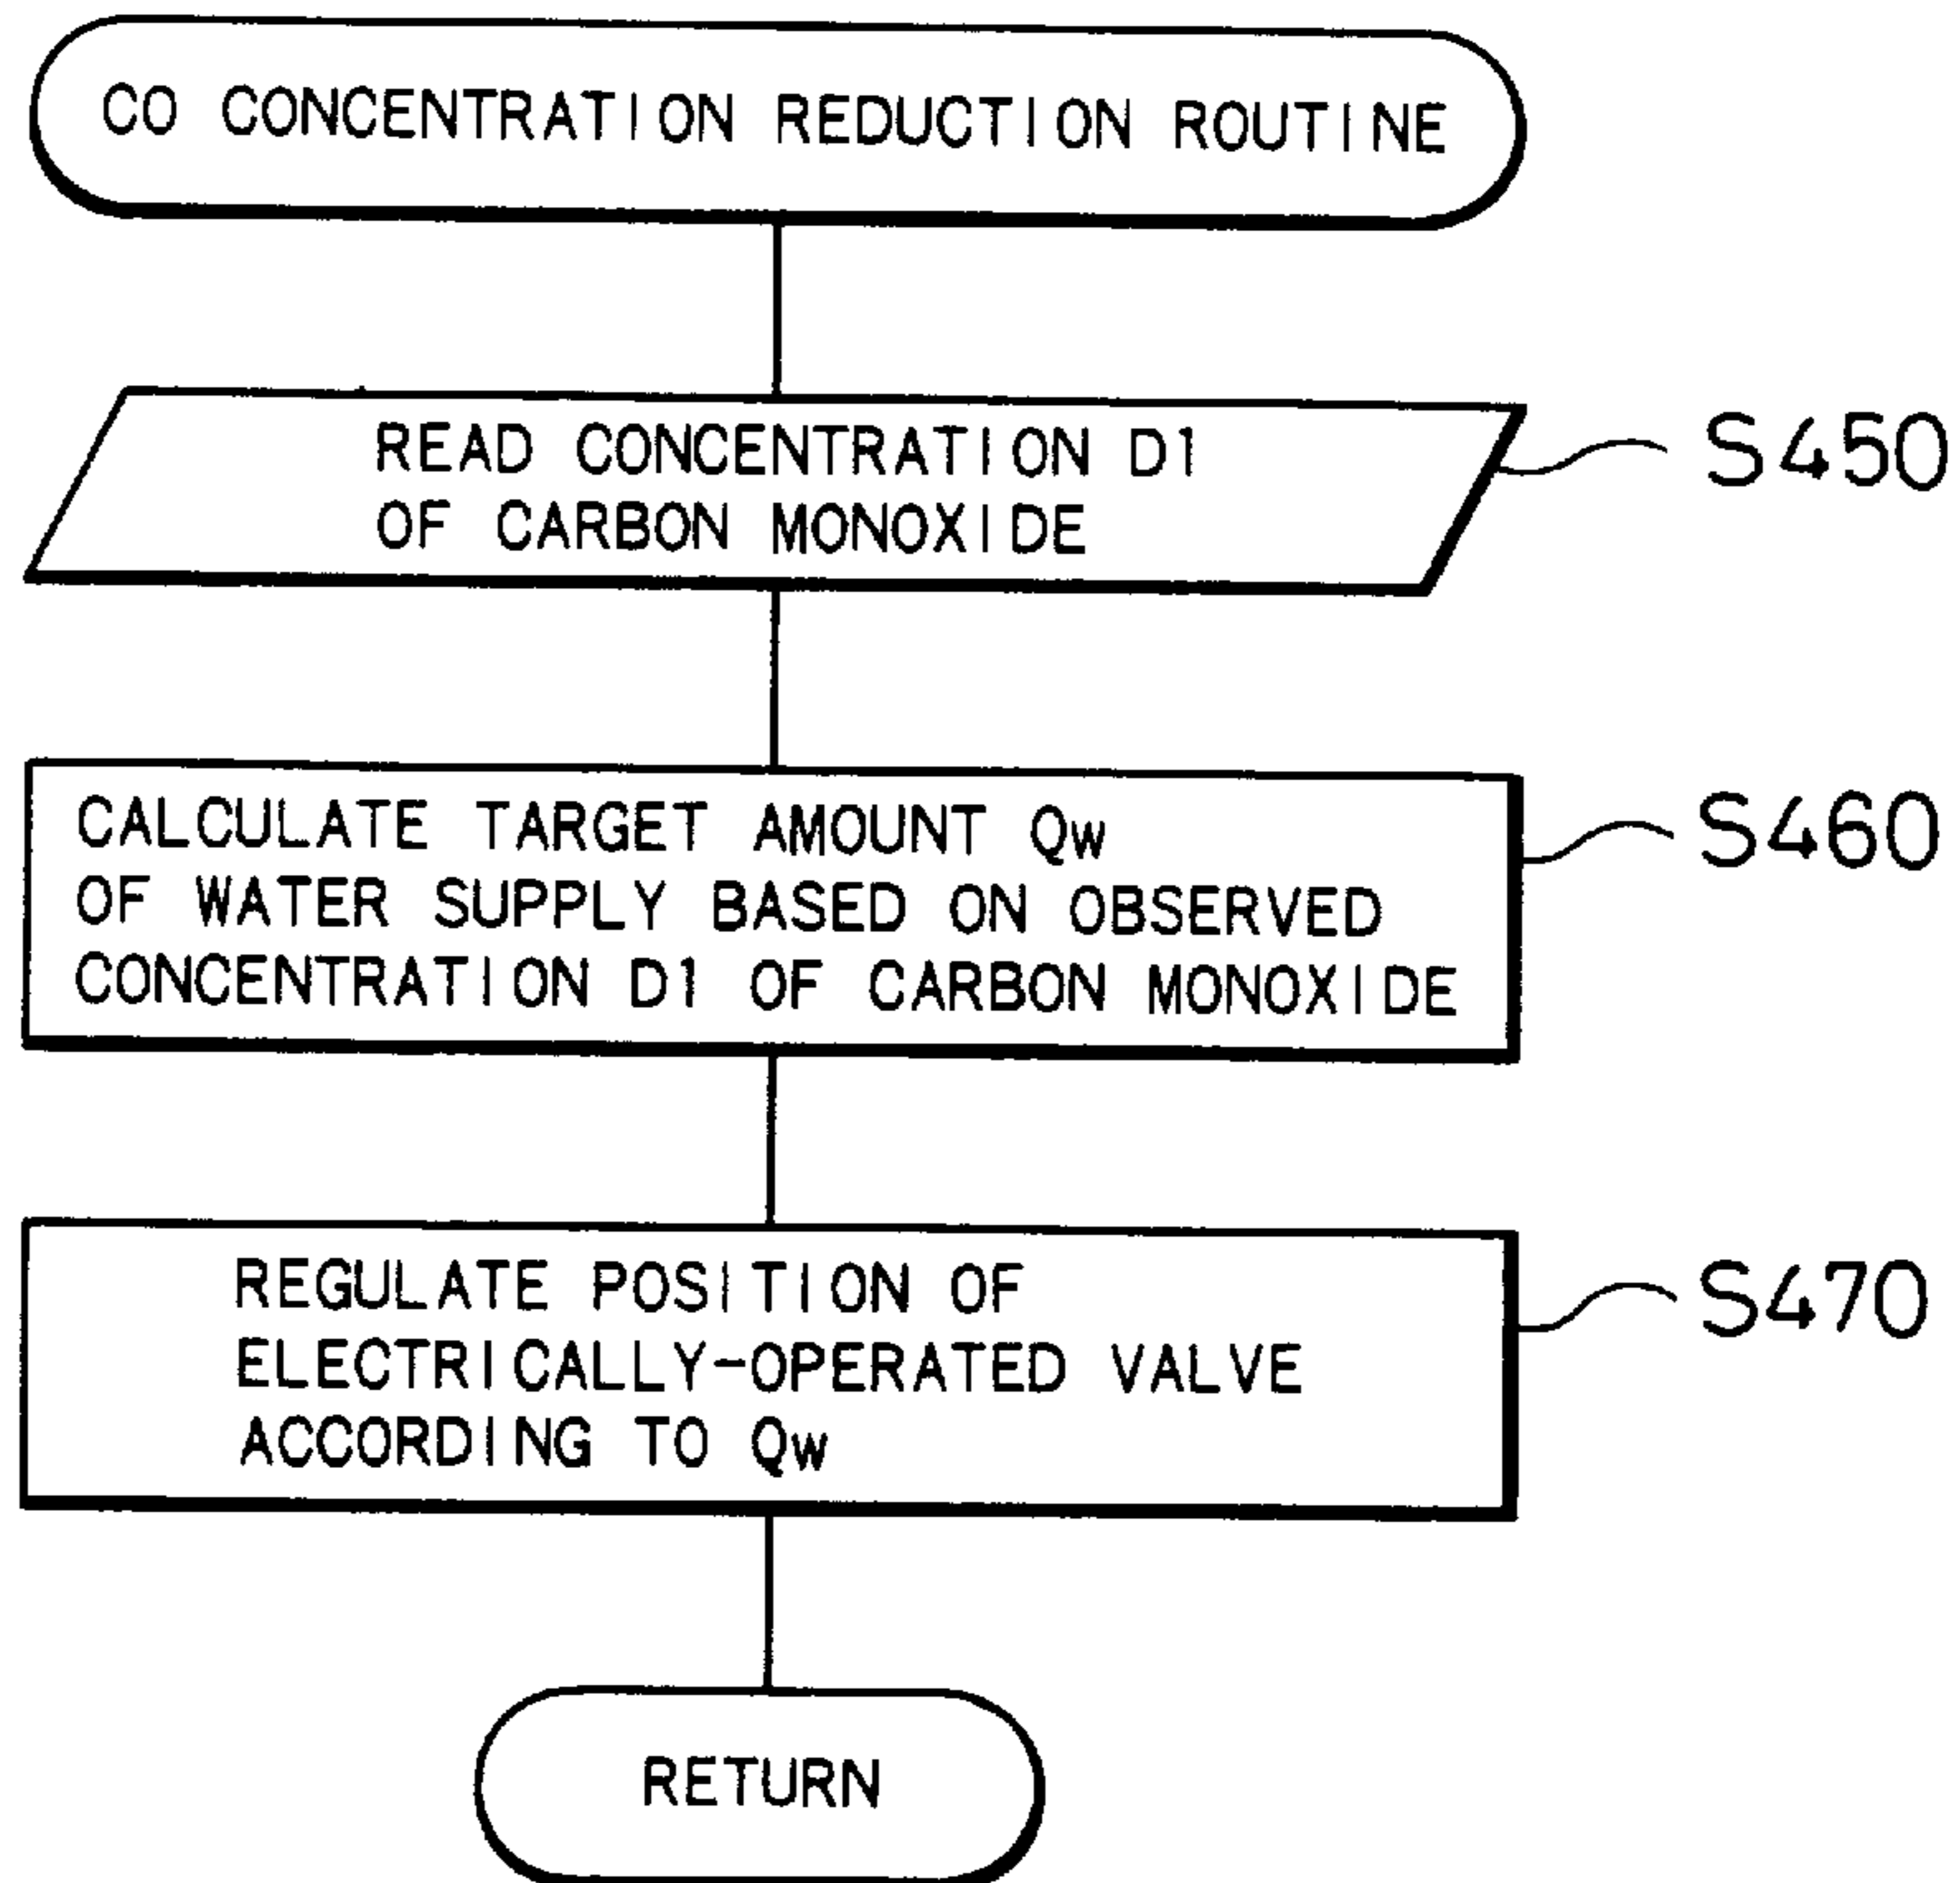 CO CONCENTRATION REDUCTION ROUTINE
READ CONCENTRATION D1
OF CARBON MONOXIDE
S450
CALCULATE TARGET AMOUNT Qw
OF WATER SUPPLY BASED ON OBSERVED
CONCENTRATION D1 OF CARBON MONOXIDE
S460
REGULATE POSITION OF
ELECTRICALLY-OPERATED VALVE
ACCORDING TO Qw
S470
RETURN